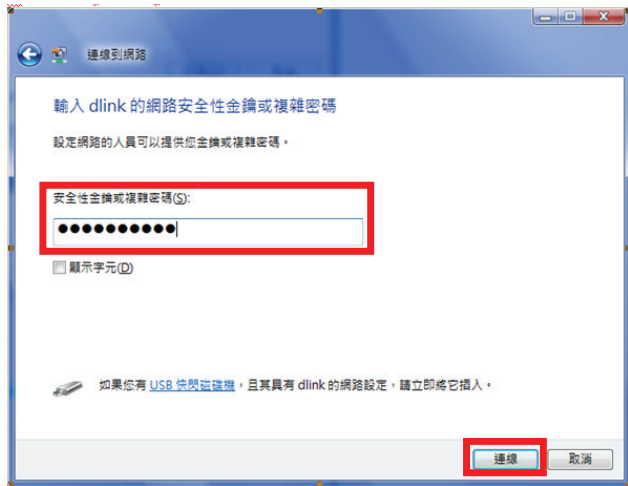 連線到網路
輸入 dlink 的網路安全性金鑰或複雜密碼
設定網路的人員可以提供您金鑰或複雜密碼。
安全性金鑰或複雜密碼(S):
●●●●●●●●●●
顯示字元(D)
如果您有 USB 快閃磁碟機，且其具有 dlink 的網路設定，請立即將它插入。
連線
取消